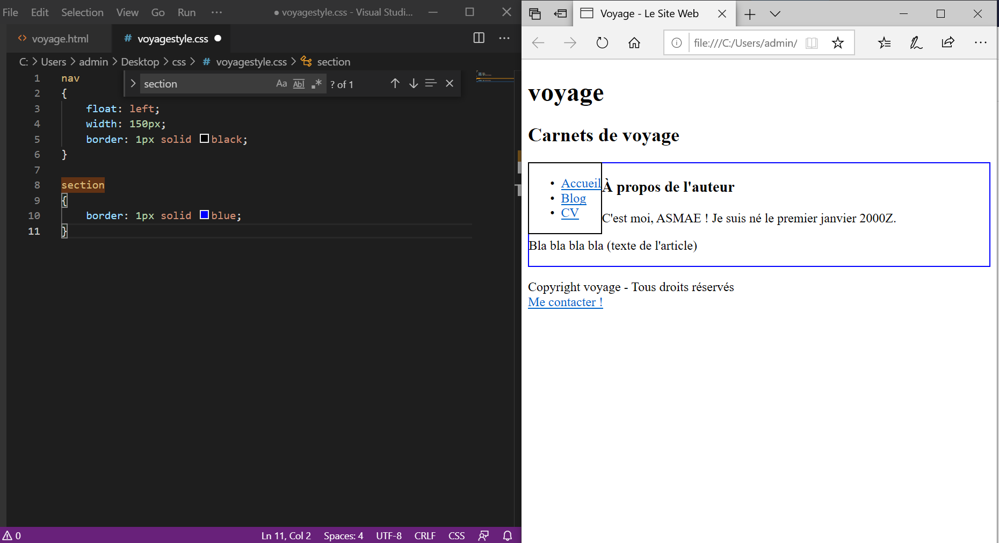 File Edit Selection View Go Run ··· ● voyagestyle.css - Visual Studi...
voyage.html # voyagestyle.css ●
C: > Users > admin > Desktop > css > # voyagestyle.css > section
section Aa Abl .* ? of 1
1 nav
2 {
3 float: left;
4 width: 150px;
5 border: 1px solid black;
6 }
7
8 section
9 {
10 border: 1px solid blue;
11 }
0 Ln 11, Col 2 Spaces: 4 UTF-8 CRLF CSS
Voyage - Le Site Web
file:///C:/Users/admin/
voyage
Carnets de voyage
• Accueil
• Blog
• CV
À propos de l'auteur
C'est moi, ASMAE ! Je suis né le premier janvier 2000Z.
Bla bla bla bla (texte de l'article)
Copyright voyage - Tous droits réservés
Me contacter !